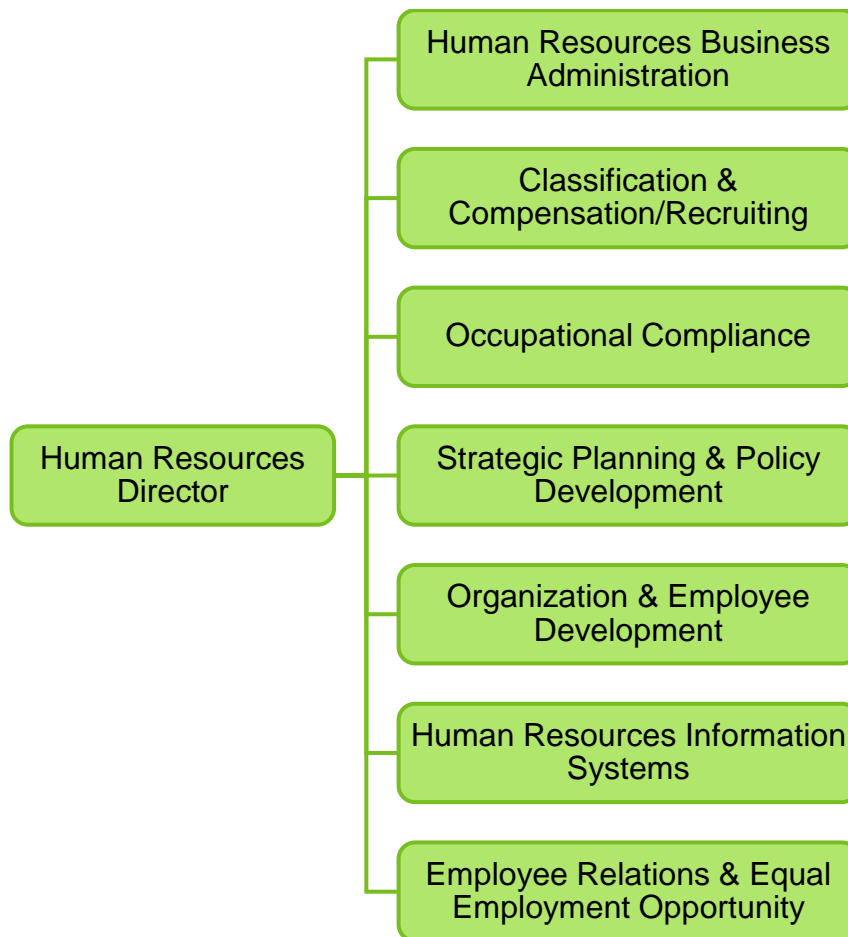 Human Resources Business
Administration
Classification &
Compensation/Recruiting
Occupational Compliance
Human Resources
Director
Strategic Planning & Policy
Development
Organization & Employee
Development
Human Resources Information
Systems
Employee Relations & Equal
Employment Opportunity